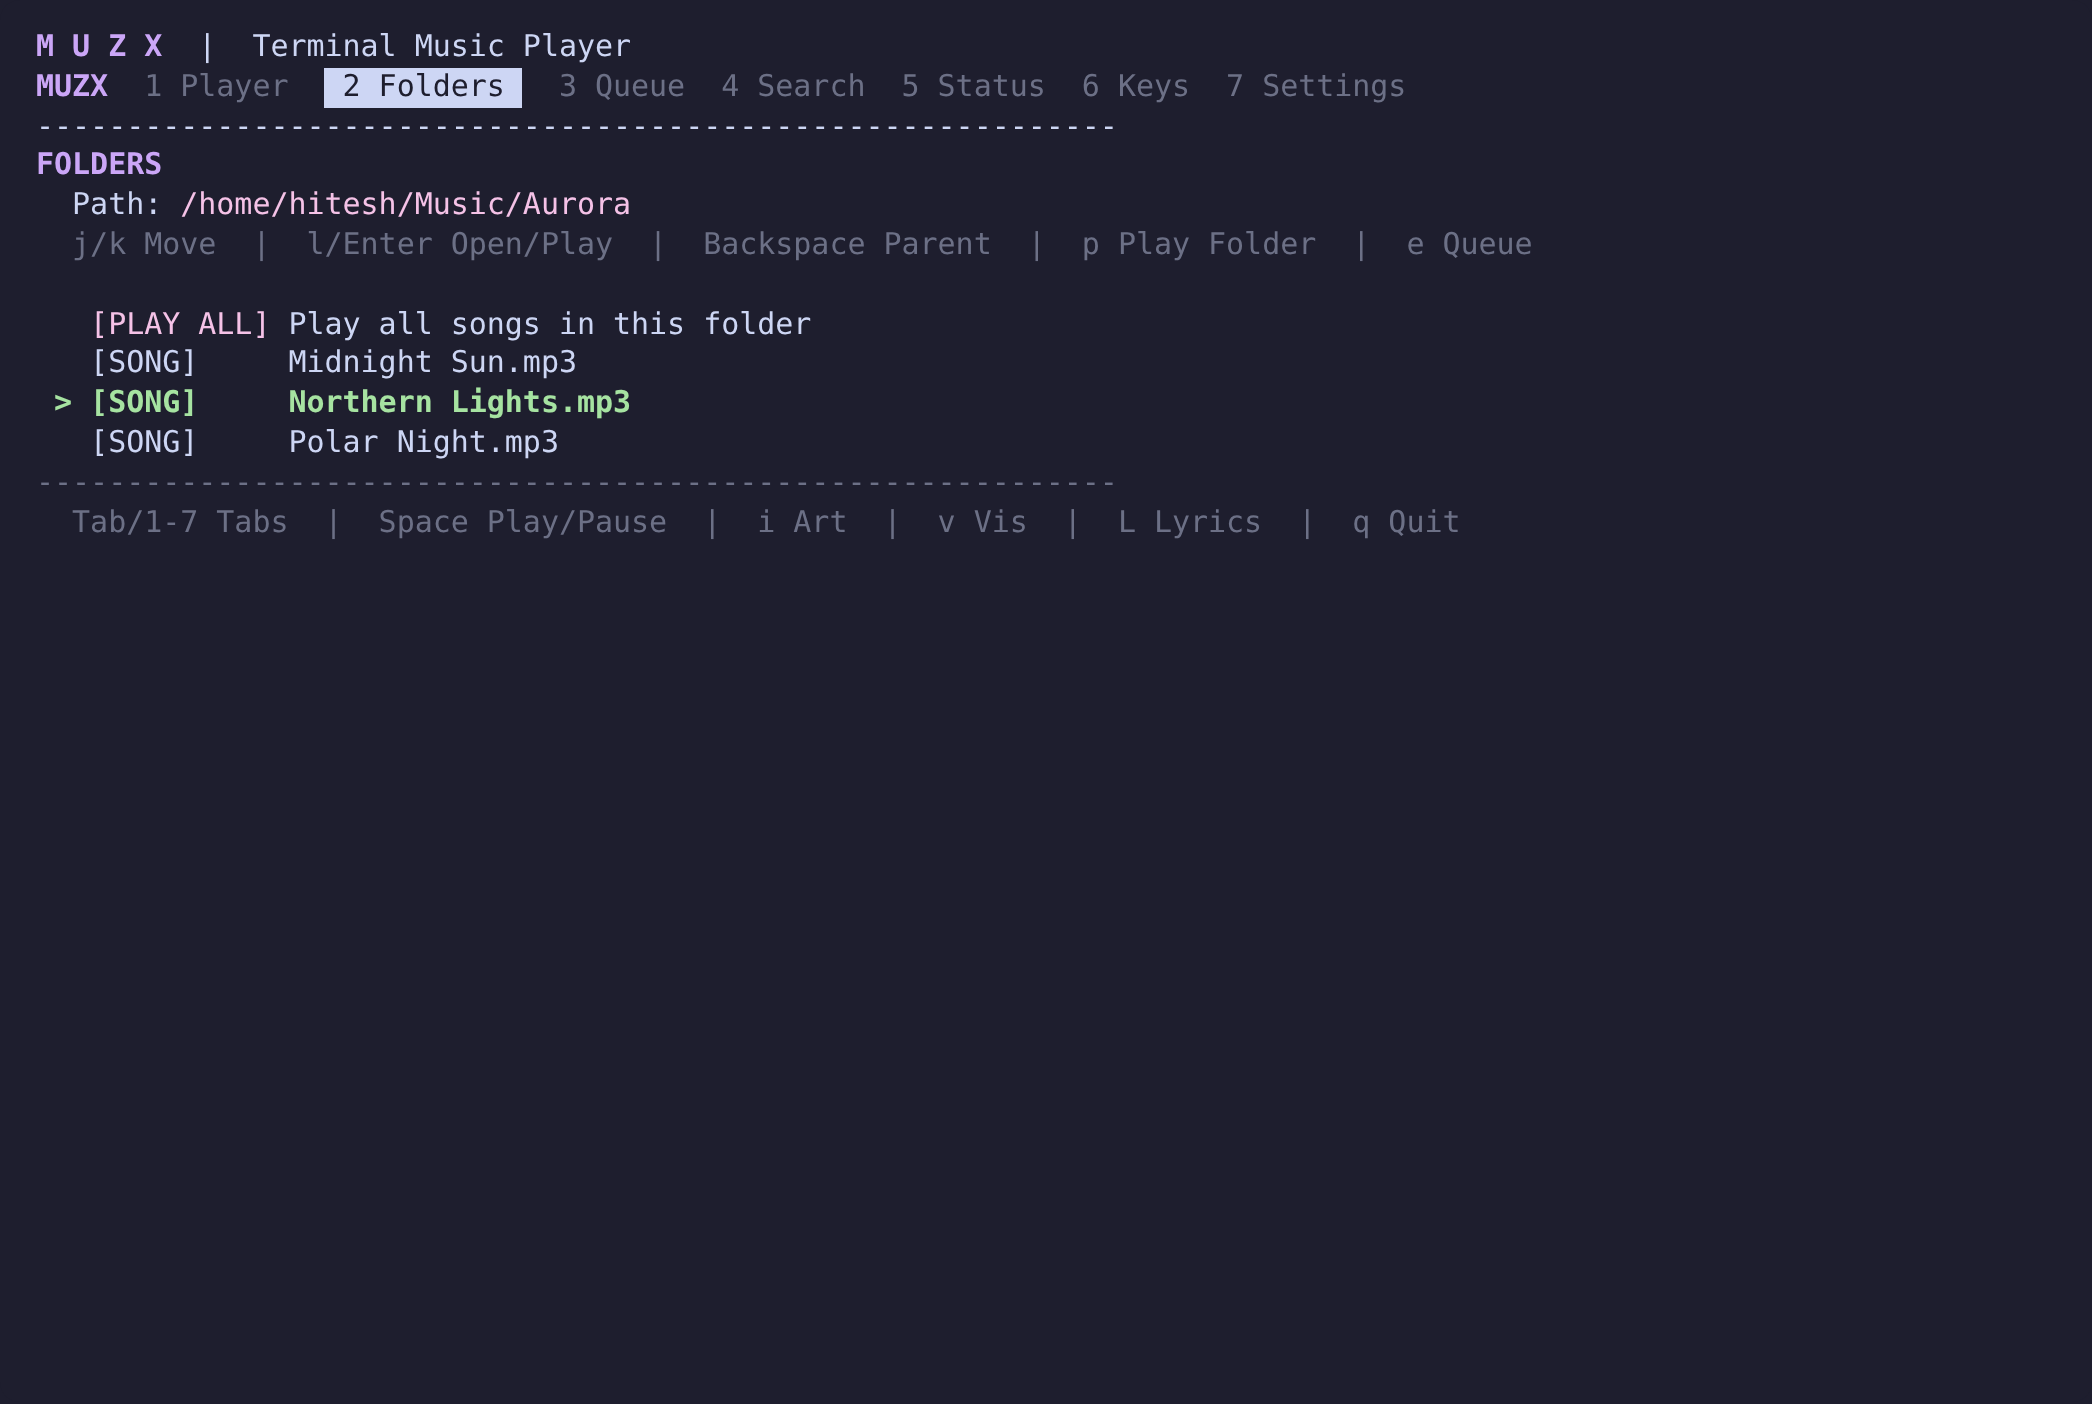 M U Z X  |  Terminal Music Player
MUZX  1 Player   2 Folders   3 Queue  4 Search  5 Status  6 Keys  7 Settings
------------------------------------------------------------
FOLDERS
  Path: /home/hitesh/Music/Aurora
  j/k Move  |  l/Enter Open/Play  |  Backspace Parent  |  p Play Folder  |  e Queue
   [PLAY ALL] Play all songs in this folder
   [SONG]     Midnight Sun.mp3
 > [SONG]     Northern Lights.mp3
   [SONG]     Polar Night.mp3
------------------------------------------------------------
  Tab/1-7 Tabs  |  Space Play/Pause  |  i Art  |  v Vis  |  L Lyrics  |  q Quit